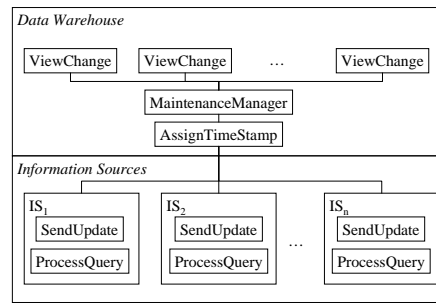 Data Warehouse
ViewChange ViewChange … ViewChange
MaintenanceManager
AssignTimeStamp
Information Sources
IS1 IS2 ISn
SendUpdate SendUpdate … SendUpdate
ProcessQuery ProcessQuery ProcessQuery